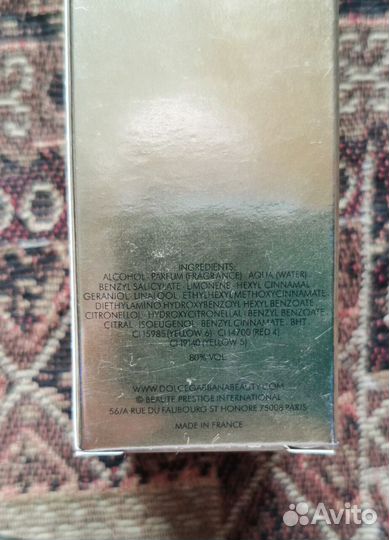 INGREDIENTS:
ALCOHOL · PARFUM (FRAGRANCE) · AQUA (WATER) ·
BENZYL SALICYLATE · LIMONENE · HEXYL CINNAMAL
GERANIOL · LINALOOL · ETHYLHEXYL METHOXYCINNAMATE
DIETHYLAMINO HYDROXYBENZOYL HEXYL BENZOATE
CITRONELLOL · HYDROXYCITRONELLAL · BENZYL BENZOATE
CITRAL · ISOEUGENOL · BENZYL CINNAMATE · BHT ·
CI 15985 (YELLOW 6) · CI 14700 (RED 4) ·
CI 19140 (YELLOW 5)
80% VOL.
WWW.DOLCEGABBANABEAUTY.COM
© BEAUTE PRESTIGE INTERNATIONAL
56/A RUE DU FAUBOURG ST HONORE 75008 PARIS
MADE IN FRANCE
Avito